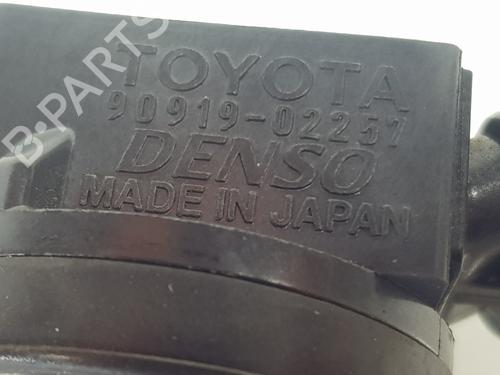 TOYOTA
90919-02257
DENSO
MADE IN JAPAN
B-PARTS